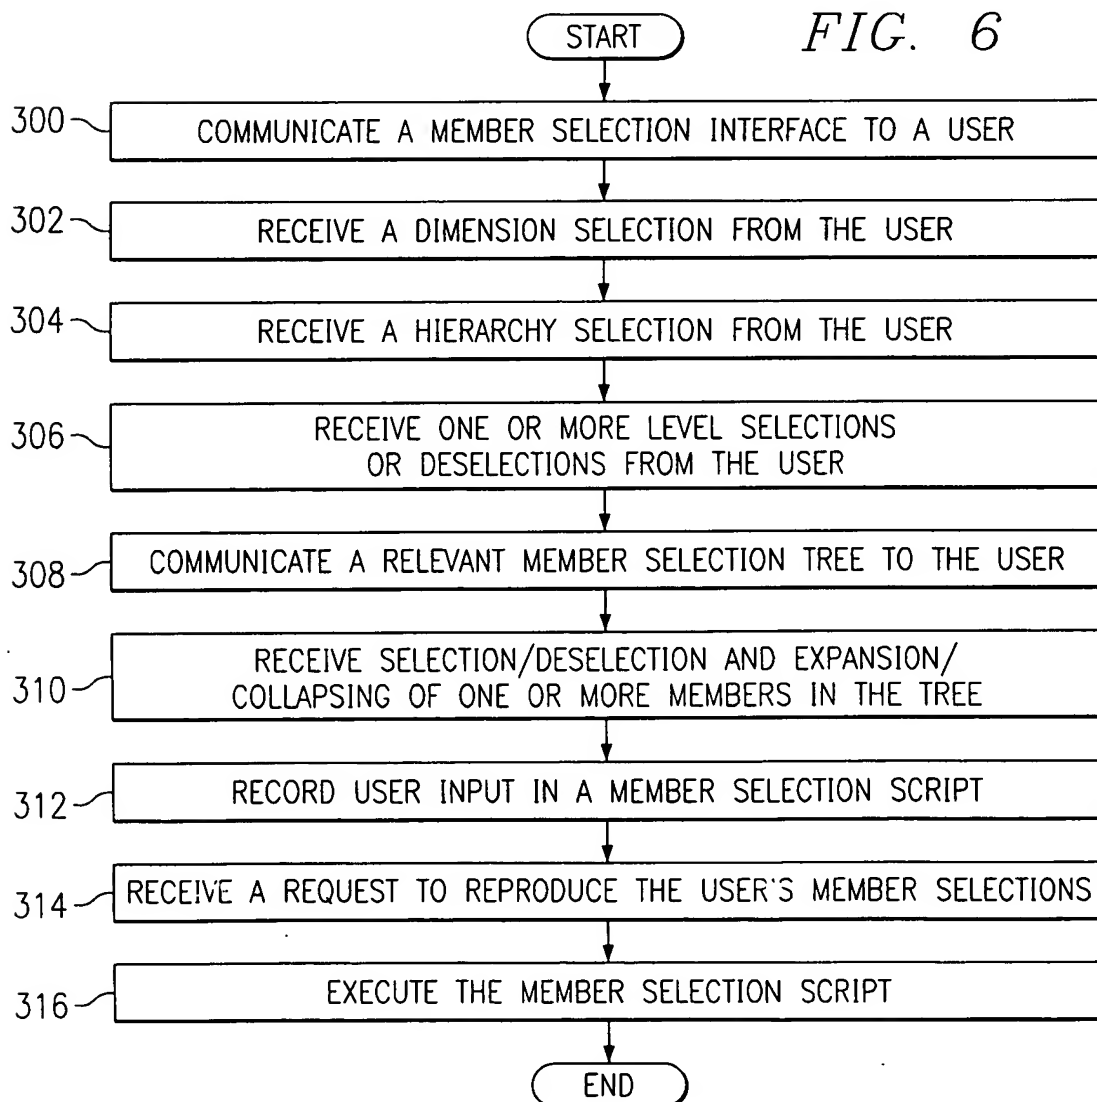 START
FIG. 6
300
COMMUNICATE A MEMBER SELECTION INTERFACE TO A USER
302
RECEIVE A DIMENSION SELECTION FROM THE USER
304
RECEIVE A HIERARCHY SELECTION FROM THE USER
306
RECEIVE ONE OR MORE LEVEL SELECTIONS
OR DESELECTIONS FROM THE USER
308
COMMUNICATE A RELEVANT MEMBER SELECTION TREE TO THE USER
310
RECEIVE SELECTION/DESELECTION AND EXPANSION/
COLLAPSING OF ONE OR MORE MEMBERS IN THE TREE
312
RECORD USER INPUT IN A MEMBER SELECTION SCRIPT
314
RECEIVE A REQUEST TO REPRODUCE THE USER'S MEMBER SELECTIONS
316
EXECUTE THE MEMBER SELECTION SCRIPT
END